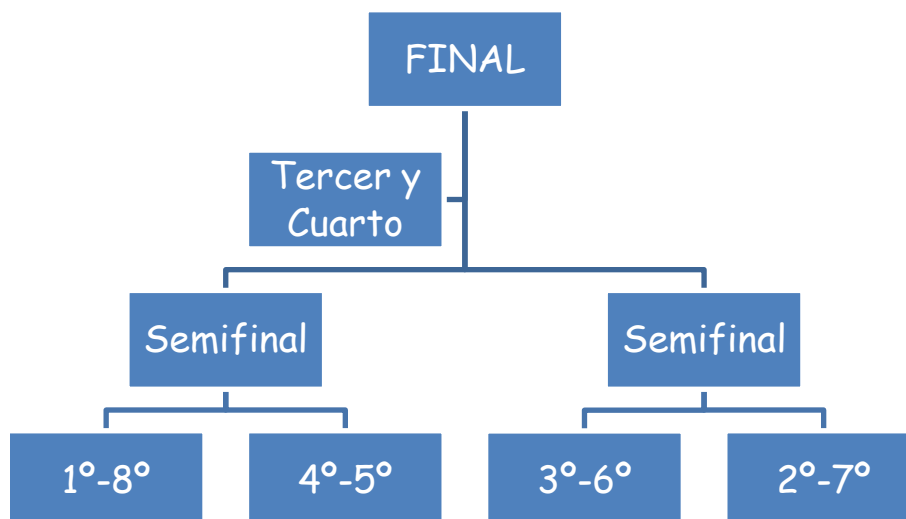 FINAL
Tercer y
Cuarto
Semifinal
Semifinal
1º-8º
4º-5º
3º-6º
2º-7º